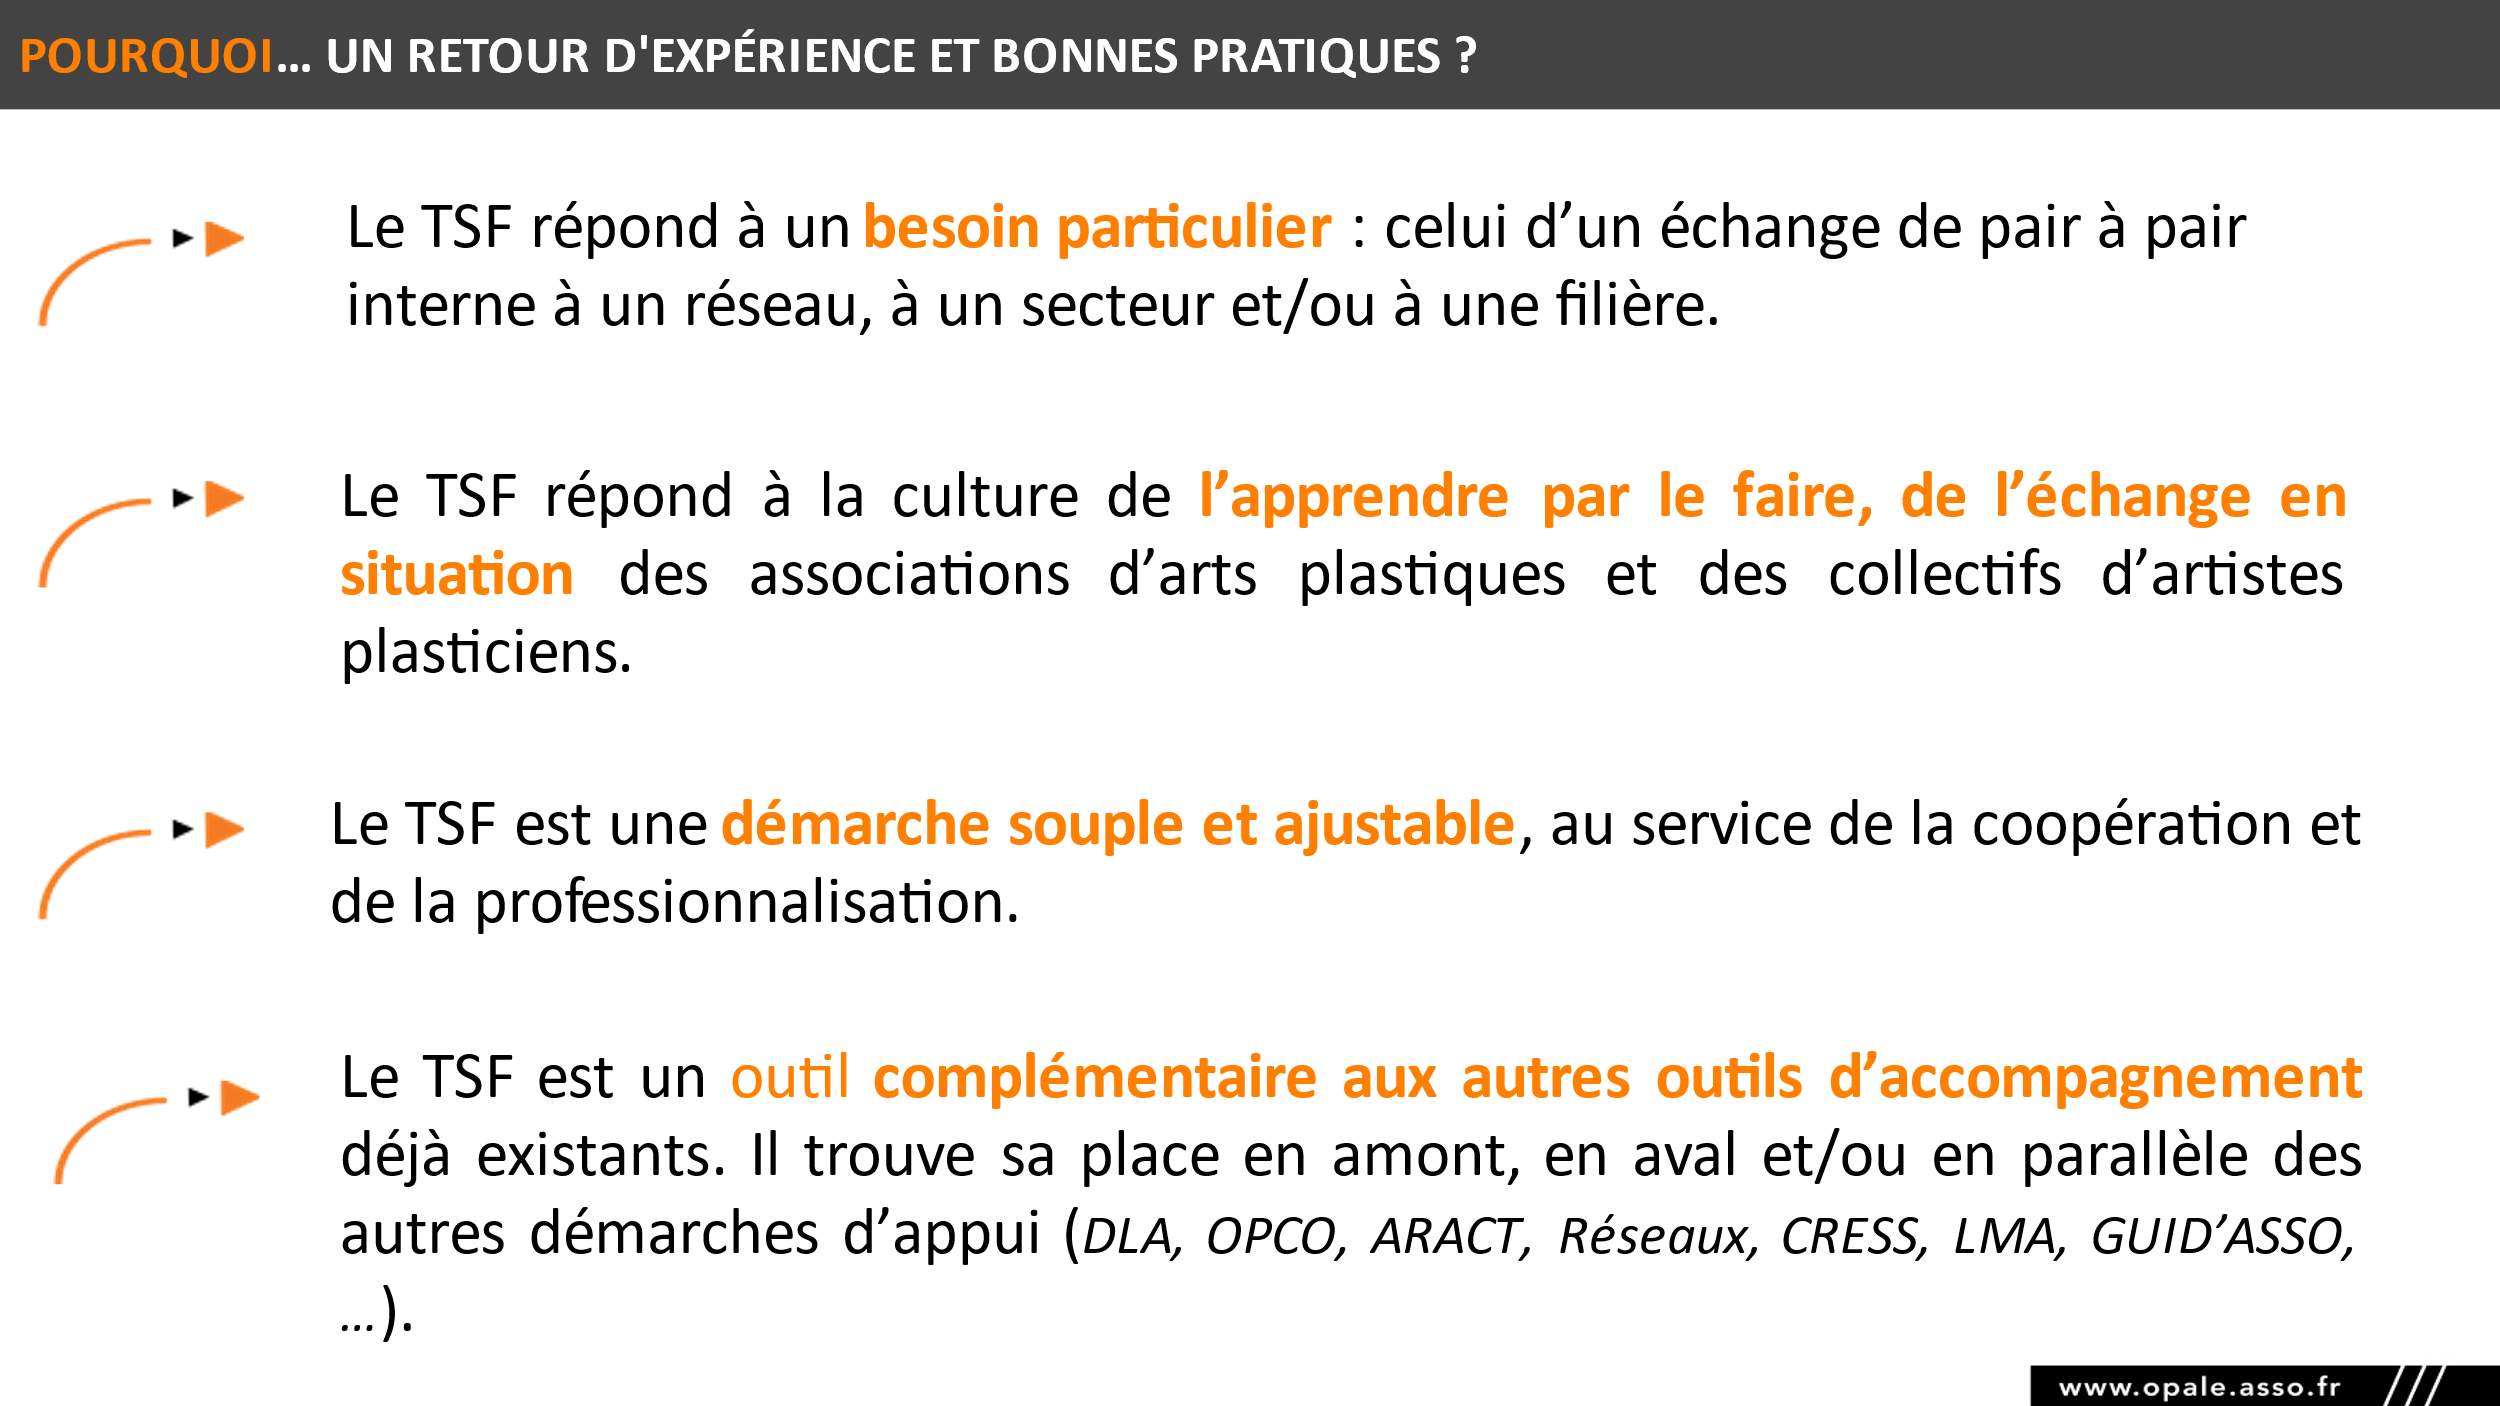 POURQUOI... UN RETOUR D'EXPÉRIENCE ET BONNES PRATIQUES ?
Le TSF répond à un besoin particulier : celui d’un échange de pair à pair
interne à un réseau, à un secteur et/ou à une filière.
Le TSF répond à la culture de l’apprendre par le faire, de l’échange en
situation des associations d’arts plastiques et des collectifs d’artistes
plasticiens.
Le TSF est une démarche souple et ajustable, au service de la coopération et
de la professionnalisation.
Le TSF est un outil complémentaire aux autres outils d’accompagnement
déjà existants. Il trouve sa place en amont, en aval et/ou en parallèle des
autres démarches d’appui (DLA, OPCO, ARACT, Réseaux, CRESS, LMA, GUID’ASSO,
...).
www.opale.asso.fr